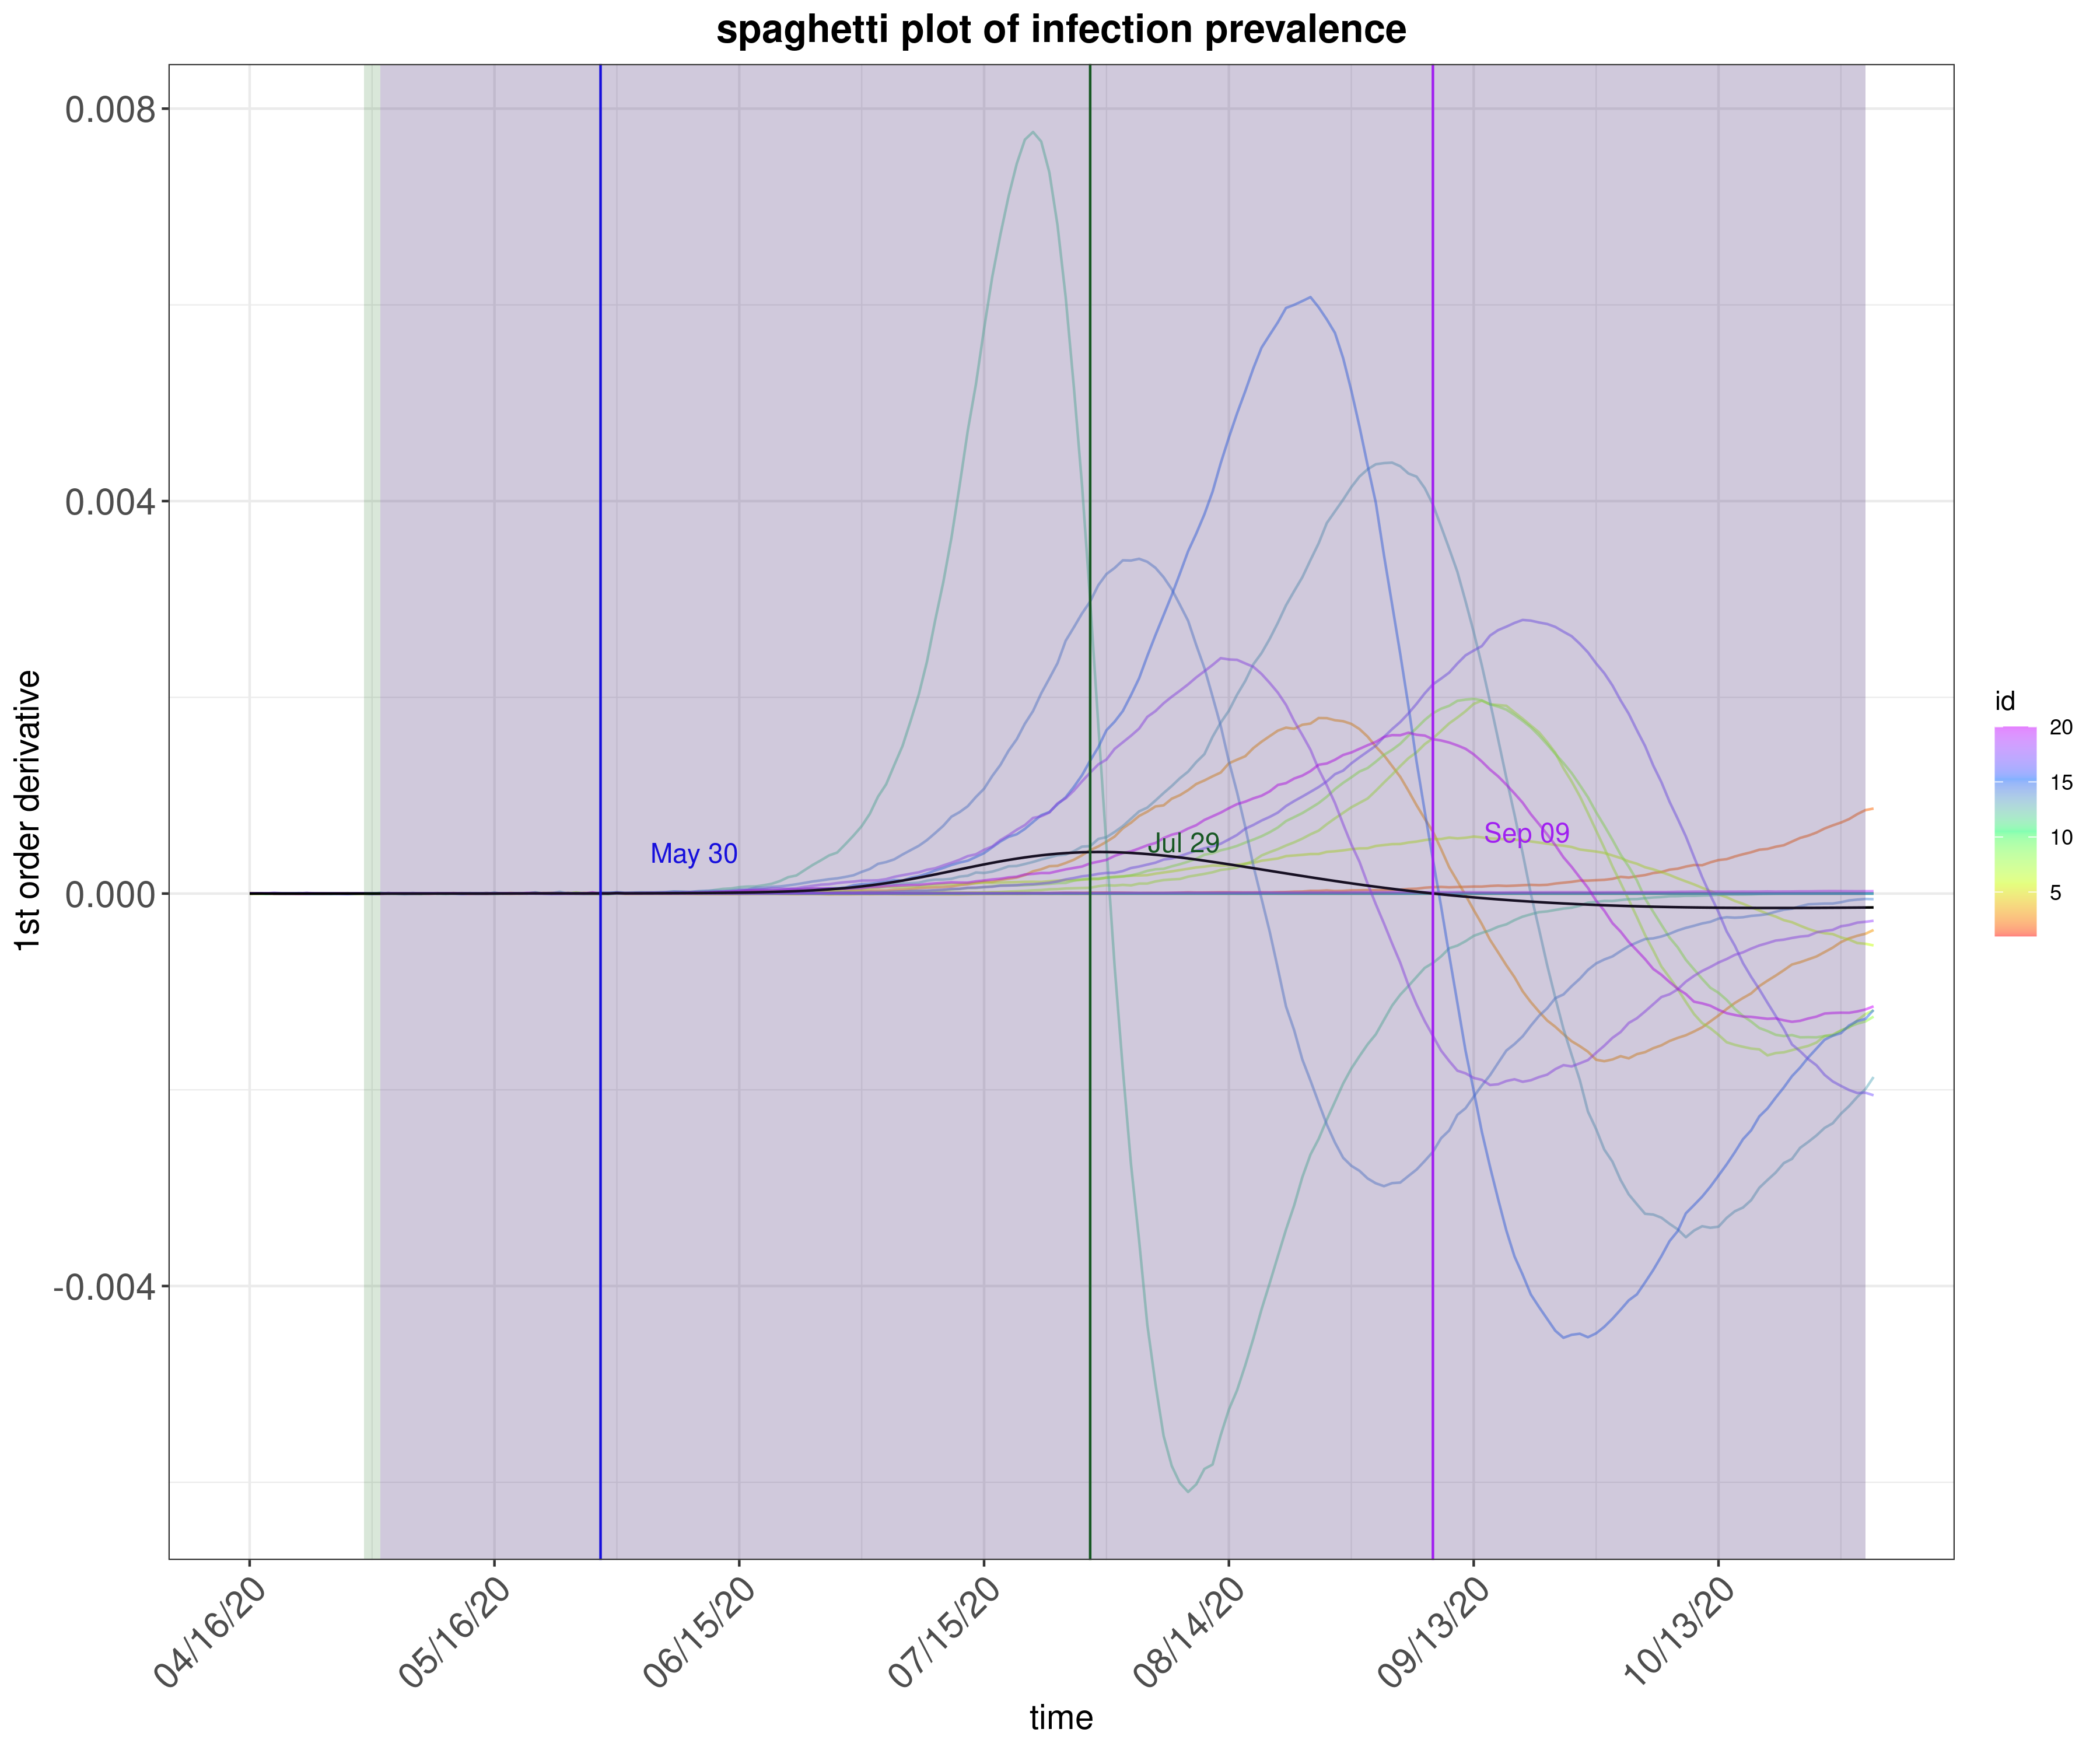 spaghetti plot of infection prevalence
0.008
0.004
0.000
-0.004
1st order derivative
May 30
Jul 29
Sep 09
id
20
15
10
5
04/16/20
05/16/20
06/15/20
07/15/20
08/14/20
09/13/20
10/13/20
time